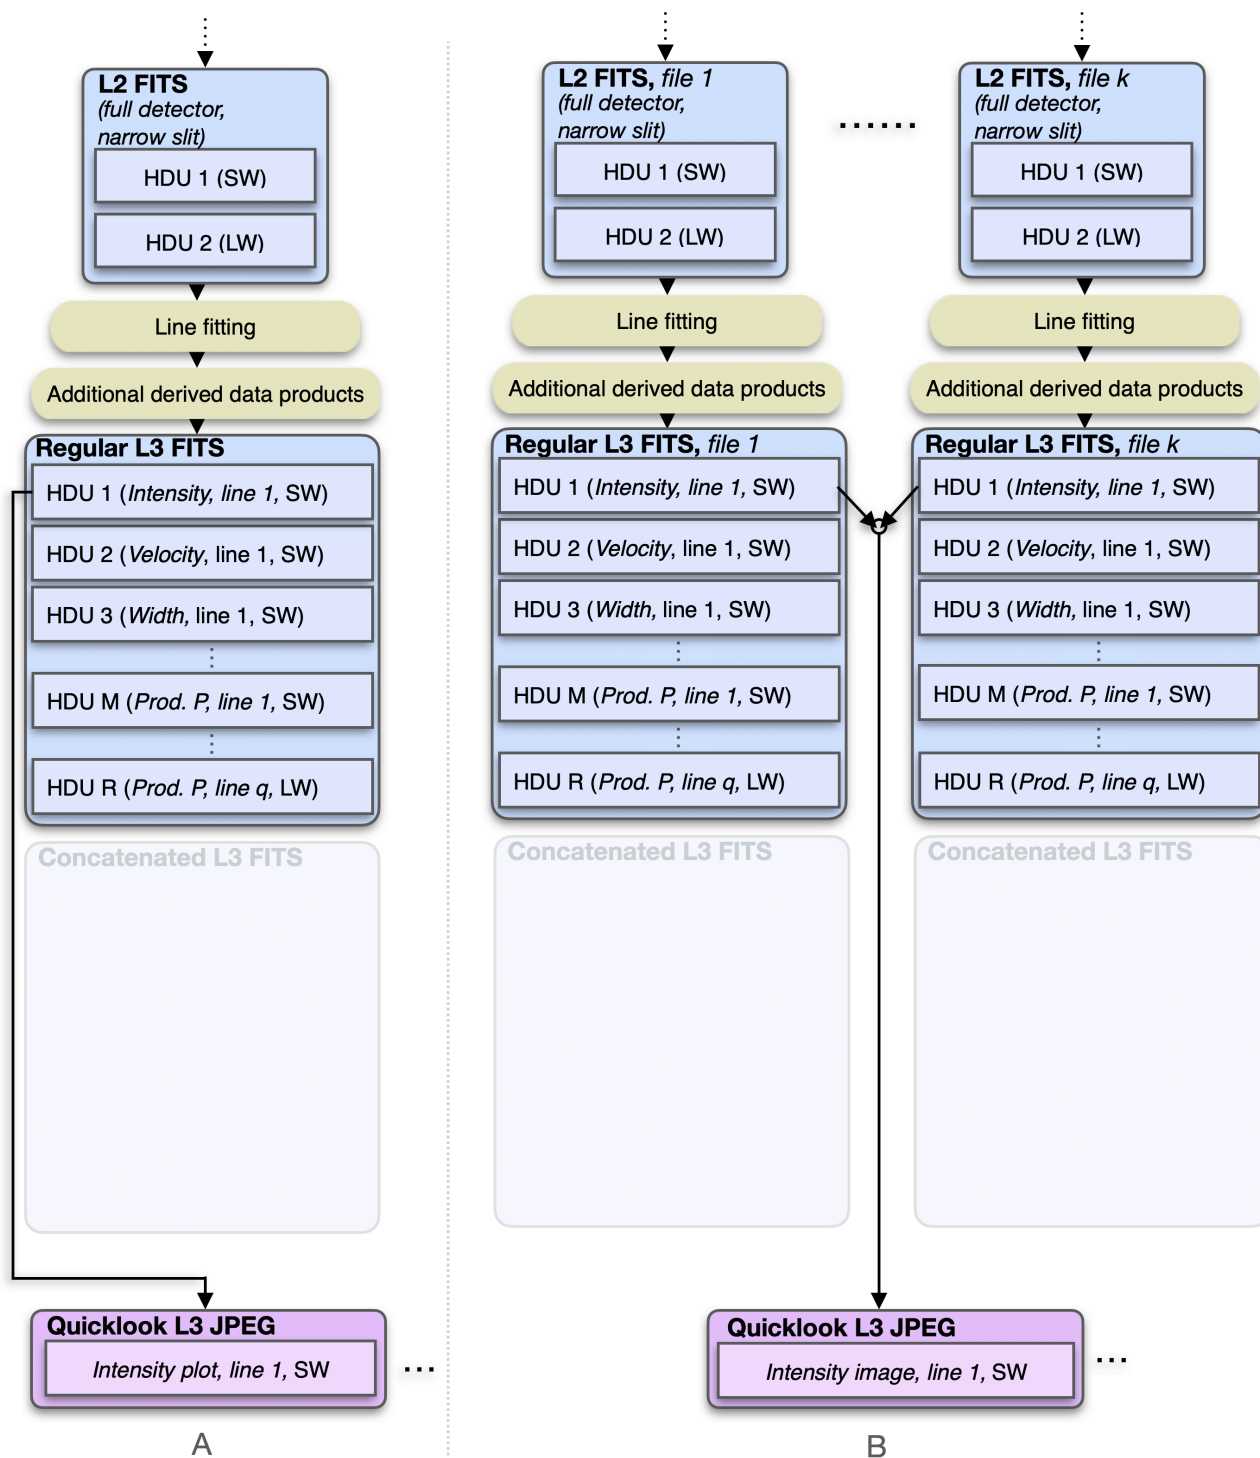 L2 FITS
(full detector,
narrow slit)
HDU 1 (SW)
HDU 2 (LW)
Line fitting
Additional derived data products
Regular L3 FITS
HDU 1 (Intensity, line 1, SW)
HDU 2 (Velocity, line 1, SW)
HDU 3 (Width, line 1, SW)
HDU M (Prod. P, line 1, SW)
HDU R (Prod. P, line q, LW)
Concatenated L3 FITS
Quicklook L3 JPEG
Intensity plot, line 1, SW
...
A
L2 FITS, file 1
(full detector,
narrow slit)
HDU 1 (SW)
HDU 2 (LW)
Line fitting
Additional derived data products
Regular L3 FITS, file 1
HDU 1 (Intensity, line 1, SW)
HDU 2 (Velocity, line 1, SW)
HDU 3 (Width, line 1, SW)
HDU M (Prod. P, line 1, SW)
HDU R (Prod. P, line q, LW)
Concatenated L3 FITS
......
L2 FITS, file k
(full detector,
narrow slit)
HDU 1 (SW)
HDU 2 (LW)
Line fitting
Additional derived data products
Regular L3 FITS, file k
HDU 1 (Intensity, line 1, SW)
HDU 2 (Velocity, line 1, SW)
HDU 3 (Width, line 1, SW)
HDU M (Prod. P, line 1, SW)
HDU R (Prod. P, line q, LW)
Concatenated L3 FITS
Quicklook L3 JPEG
Intensity image, line 1, SW
...
B